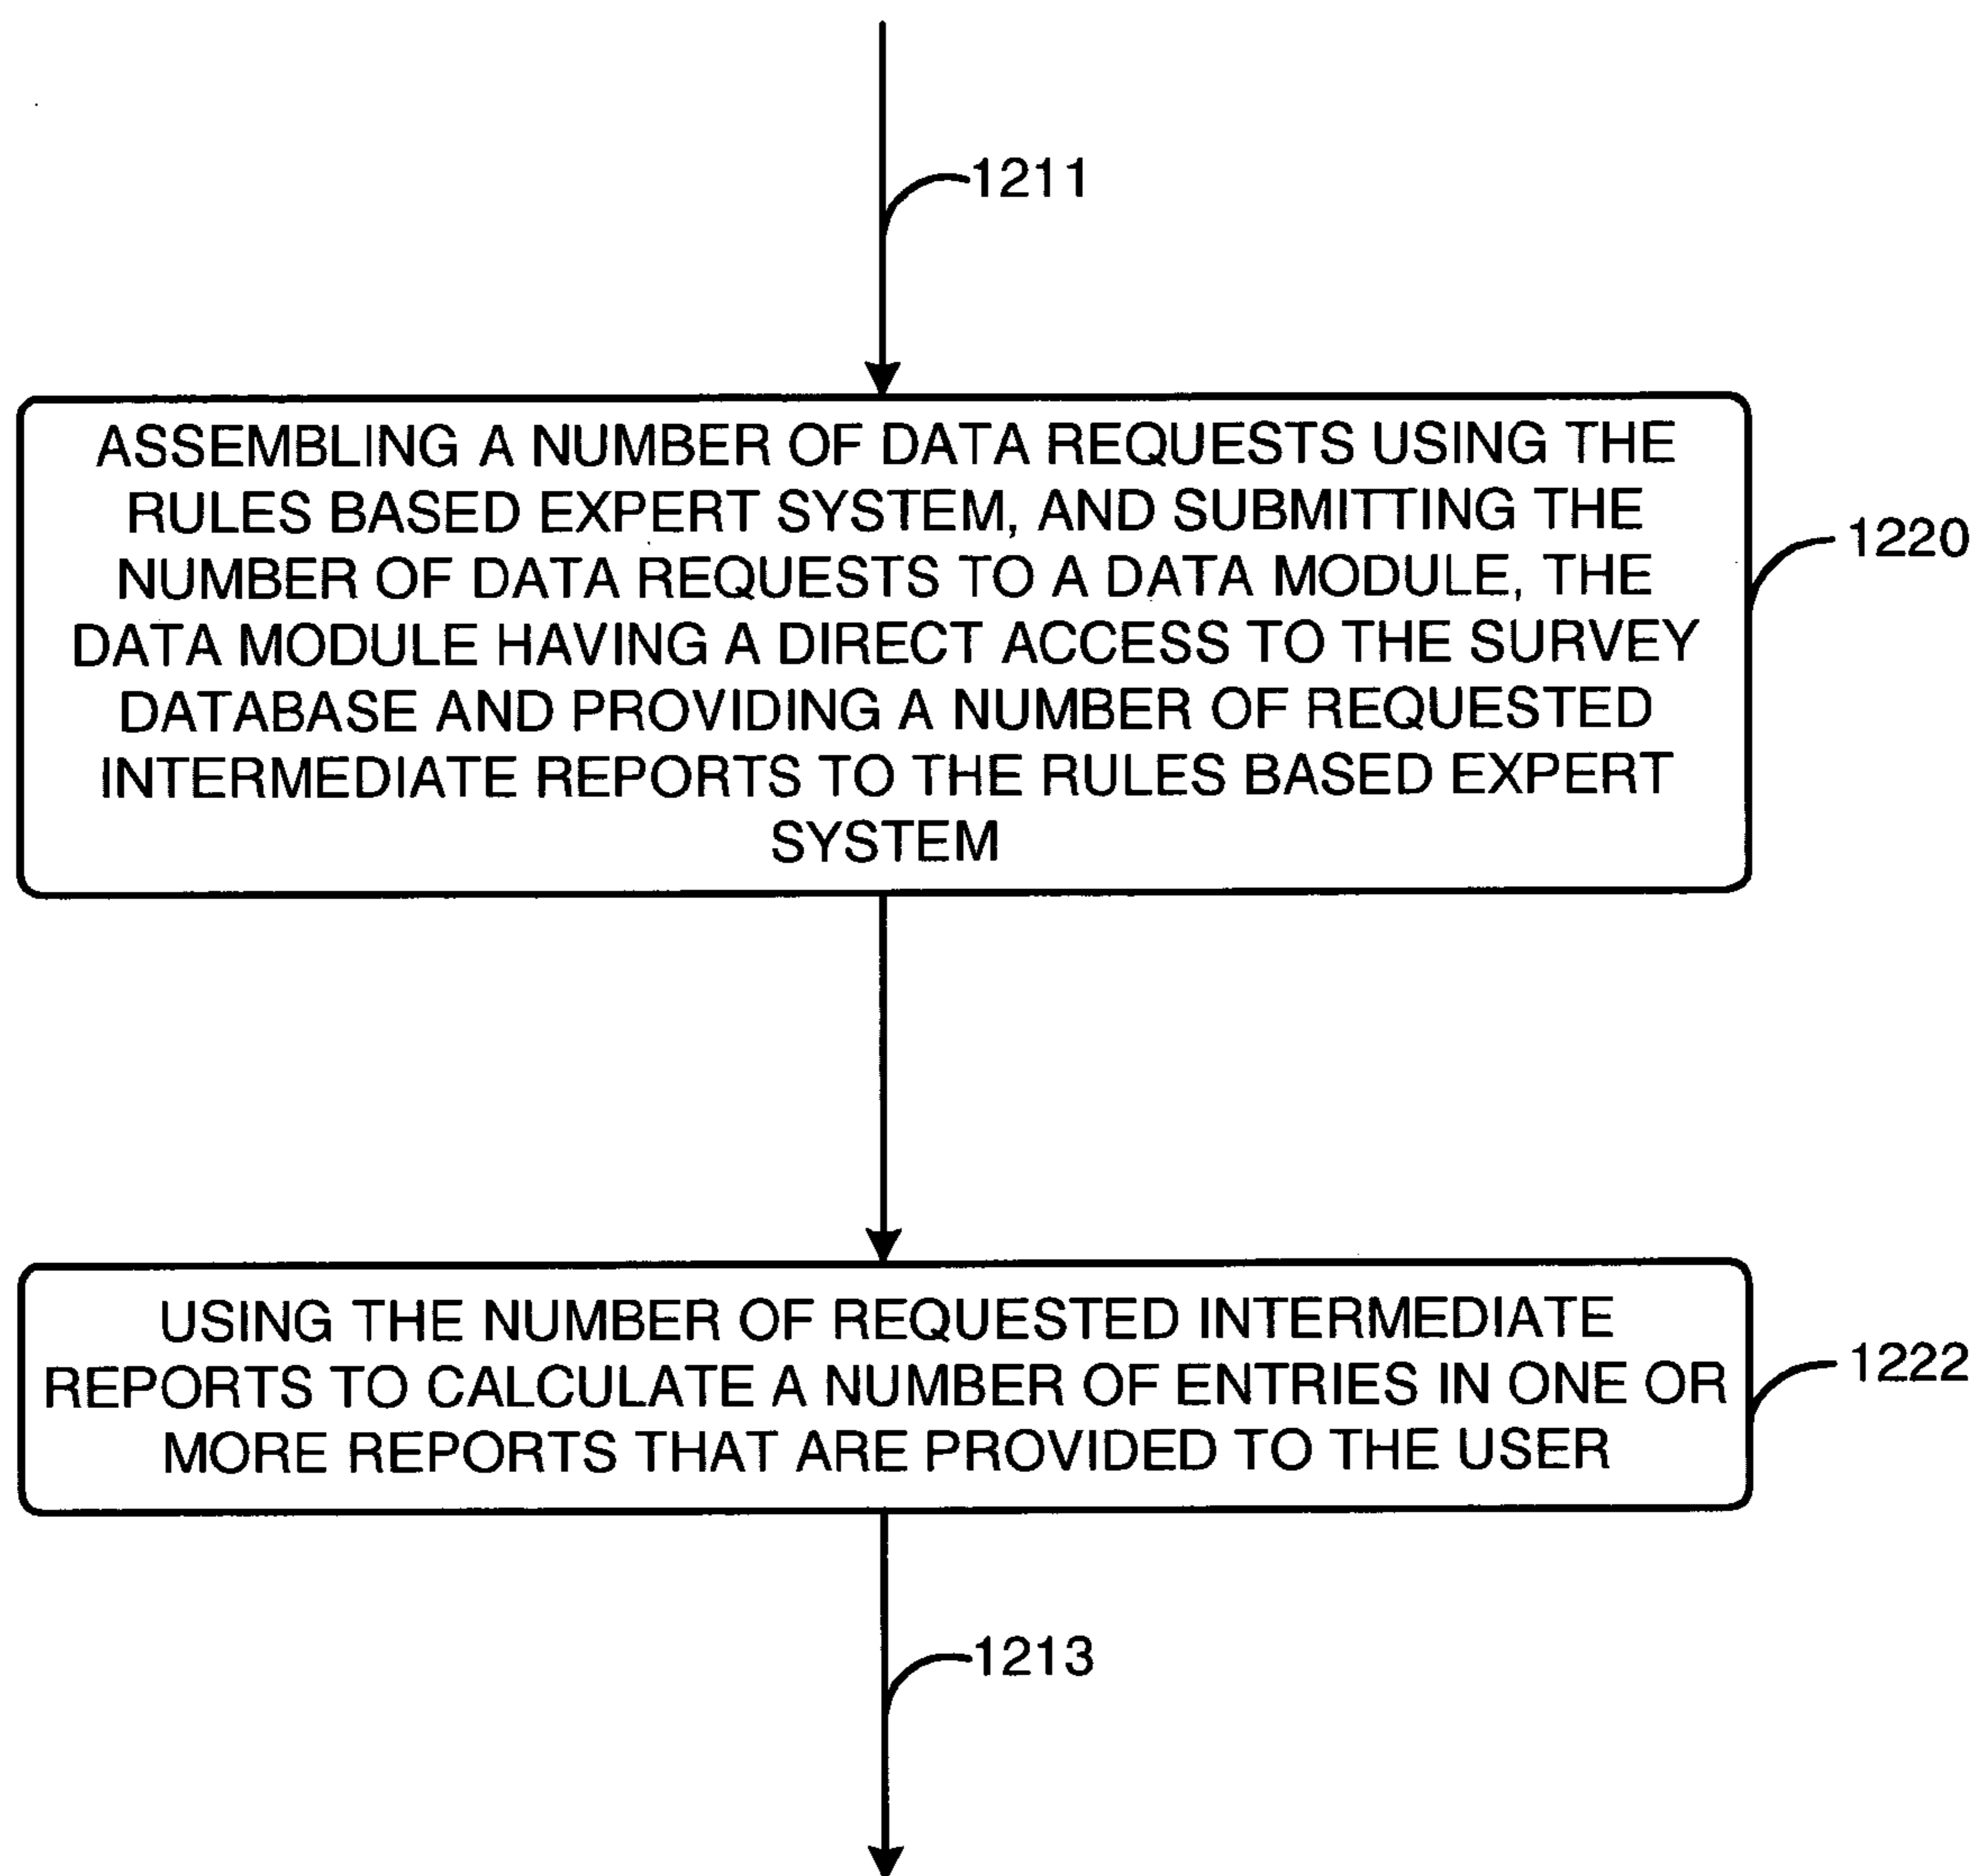 1211
ASSEMBLING A NUMBER OF DATA REQUESTS USING THE
RULES BASED EXPERT SYSTEM, AND SUBMITTING THE
NUMBER OF DATA REQUESTS TO A DATA MODULE, THE
DATA MODULE HAVING A DIRECT ACCESS TO THE SURVEY
DATABASE AND PROVIDING A NUMBER OF REQUESTED
INTERMEDIATE REPORTS TO THE RULES BASED EXPERT
SYSTEM
1220
USING THE NUMBER OF REQUESTED INTERMEDIATE
REPORTS TO CALCULATE A NUMBER OF ENTRIES IN ONE OR
MORE REPORTS THAT ARE PROVIDED TO THE USER
1222
1213